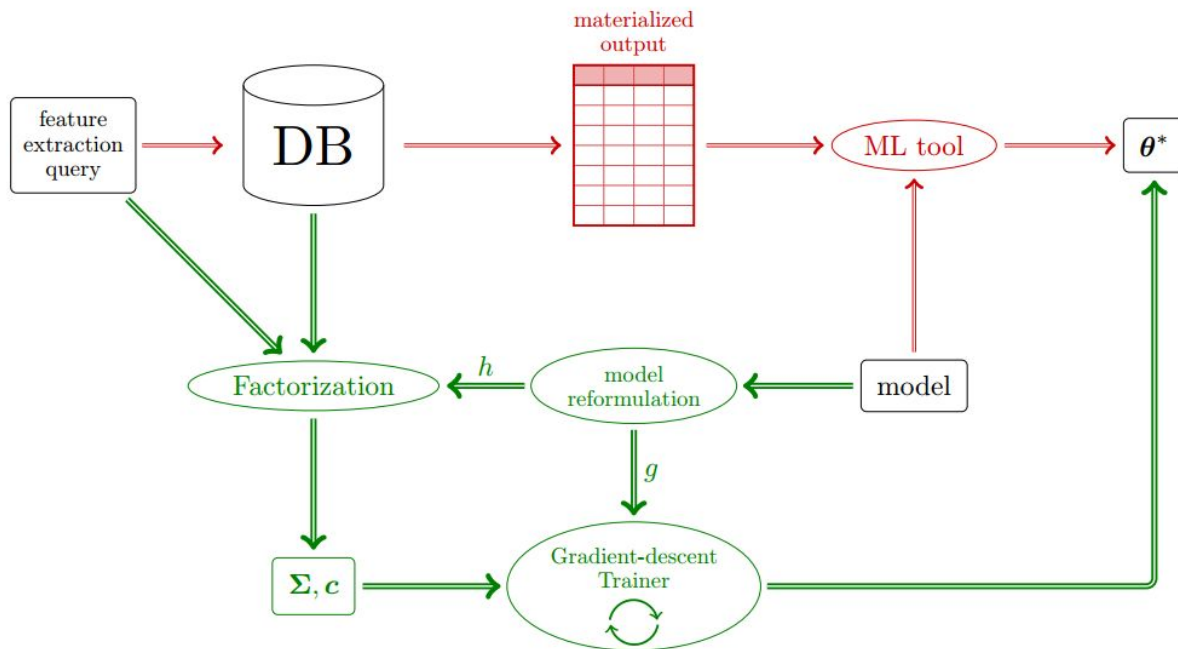 materialized
output
feature
extraction
query
DB
ML tool
θ*
Factorization
h
model
reformulation
model
g
Σ, c
Gradient-descent
Trainer